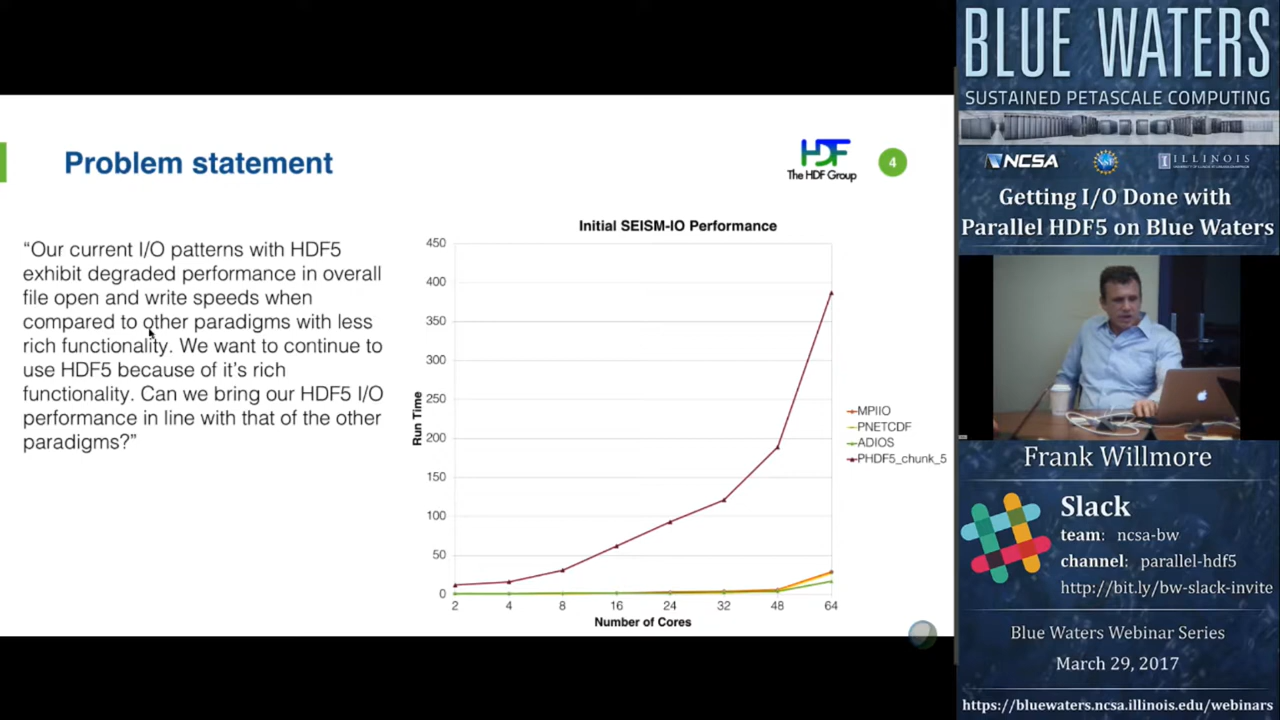 Problem statement
HDF
The HDF Group
4
“Our current I/O patterns with HDF5
exhibit degraded performance in overall
file open and write speeds when
compared to other paradigms with less
rich functionality. We want to continue to
use HDF5 because of it’s rich
functionality. Can we bring our HDF5 I/O
performance in line with that of the other
paradigms?”
Initial SEISM-IO Performance
450
400
350
300
250
200
150
100
50
0
Run Time
2 4 8 16 24 32 48 64
Number of Cores
MPIIO
PNETCDF
ADIOS
PHDF5_chunk_5
BLUE WATERS
SUSTAINED PETASCALE COMPUTING
NCSA
ILLINOIS
Getting I/O Done with
Parallel HDF5 on Blue Waters
Frank Willmore
Slack
team: ncsa-bw
channel: parallel-hdf5
http://bit.ly/bw-slack-invite
Blue Waters Webinar Series
March 29, 2017
https://bluewaters.ncsa.illinois.edu/webinars